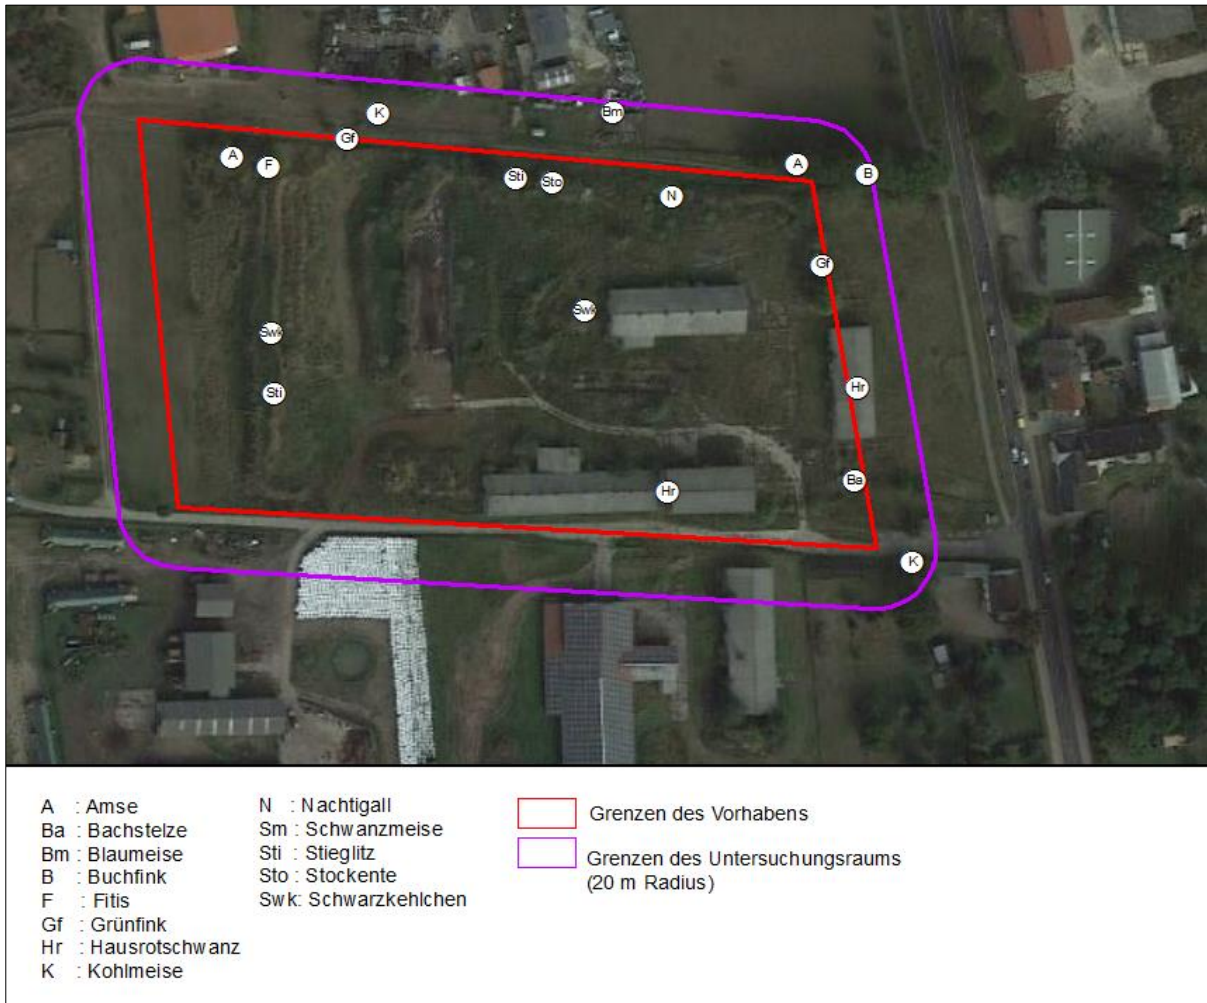 K
Bm
Gf
A
F
A
B
Sti
Sto
N
Gf
Swk
Swk
Hr
Sti
Ba
Hr
K
A : Amse
Ba : Bachstelze
Bm : Blaumeise
B : Buchfink
F : Fitis
Gf : Grünfink
Hr : Hausrotschwanz
K : Kohlmeise
N : Nachtigall
Sm : Schwanzmeise
Sti : Stieglitz
Sto : Stockente
Swk: Schwarzkehlchen
Grenzen des Vorhabens
Grenzen des Untersuchungsraums
(20 m Radius)